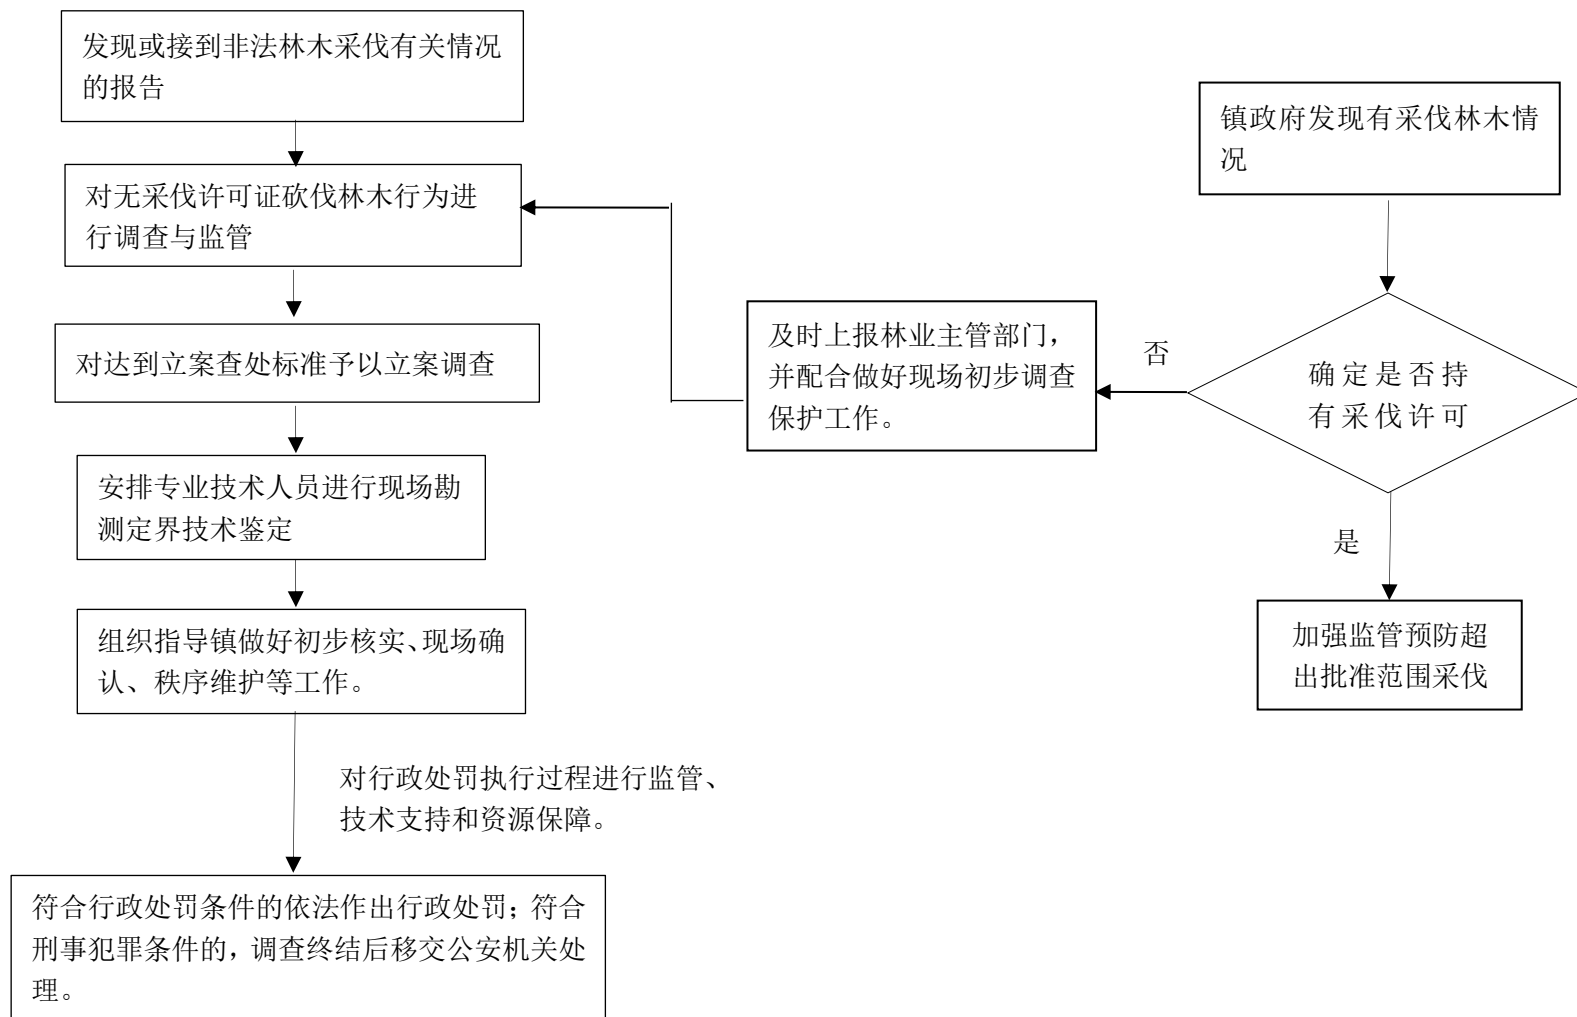 发现或接到非法林木采伐有关情况
的报告
对无采伐许可证砍伐林木行为进
行调查与监管
对达到立案查处标准予以立案调查
安排专业技术人员进行现场勘
测定界技术鉴定
组织指导镇做好初步核实、现场确
认、秩序维护等工作。
对行政处罚执行过程进行监管、
技术支持和资源保障。
符合行政处罚条件的依法作出行政处罚；符合
刑事犯罪条件的，调查终结后移交公安机关处
理。
镇政府发现有采伐林木情
况
确定是否持
有采伐许可
否
及时上报林业主管部门，
并配合做好现场初步调查
保护工作。
是
加强监管预防超
出批准范围采伐